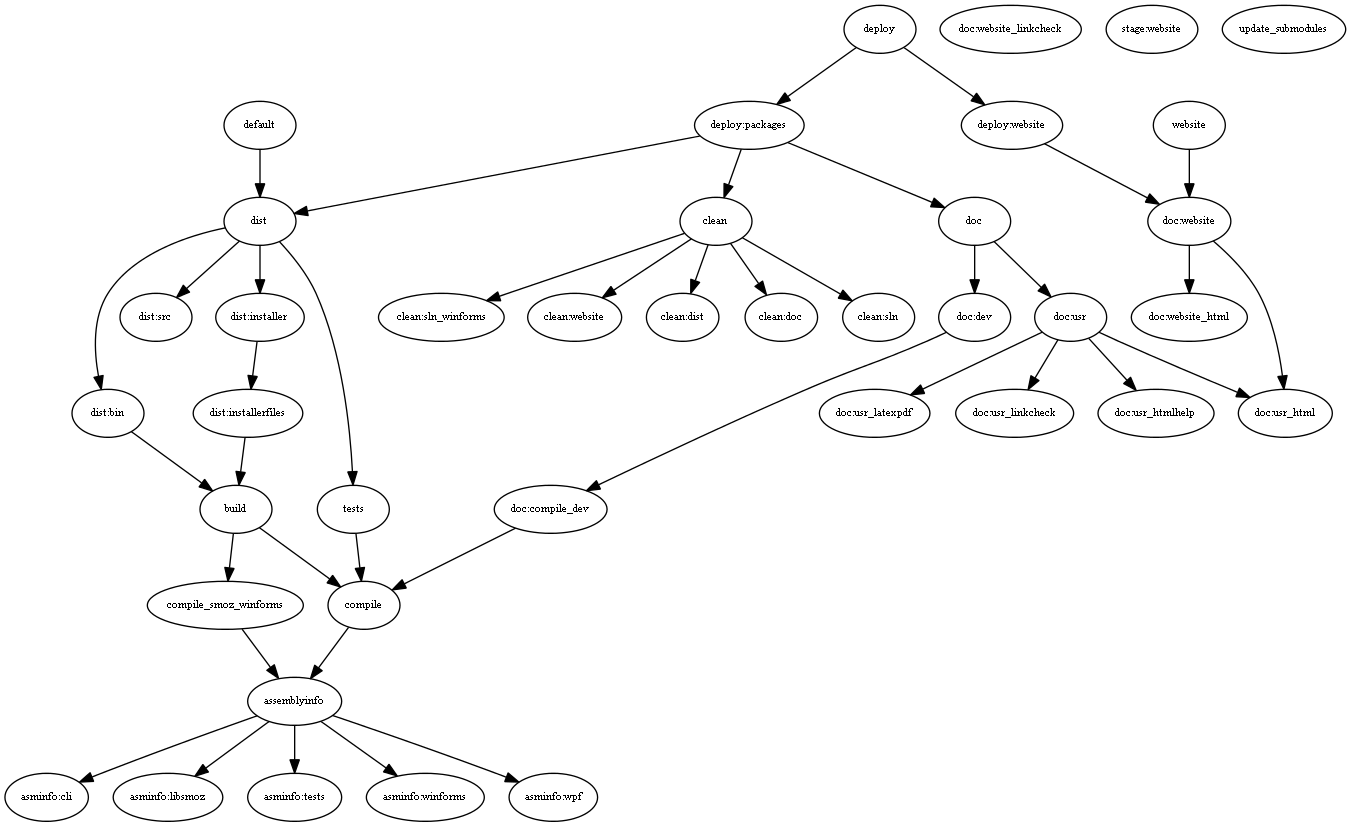 deploy
doc:website_linkcheck
stage:website
update_submodules
default
deploy:packages
deploy:website
website
dist
clean
doc
doc:website
dist:src
dist:installer
clean:sln_winforms
clean:website
clean:dist
clean:doc
clean:sln
doc:dev
doc:usr
doc:website_html
dist:bin
dist:installerfiles
doc:usr_latexpdf
doc:usr_linkcheck
doc:usr_htmlhelp
doc:usr_html
build
tests
doc:compile_dev
compile_smoz_winforms
compile
assemblyinfo
asminfo:cli
asminfo:libsmoz
asminfo:tests
asminfo:winforms
asminfo:wpf